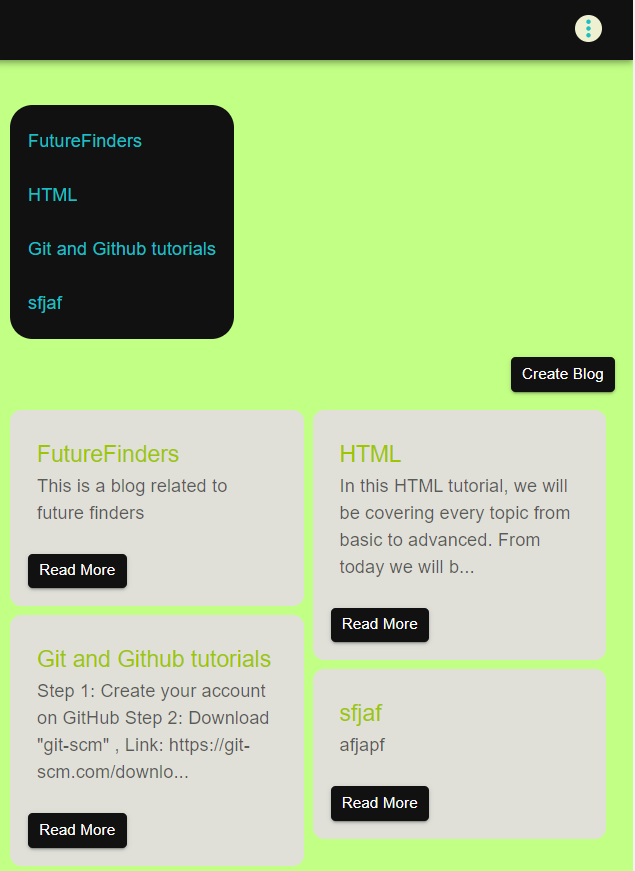 FutureFinders
HTML
Git and Github tutorials
sfjaf
Create Blog
FutureFinders
This is a blog related to
future finders
Read More
HTML
In this HTML tutorial, we will
be covering every topic from
basic to advanced. From
today we will b...
Read More
Git and Github tutorials
Step 1: Create your account
on GitHub Step 2: Download
"git-scm" , Link: https://git-
scm.com/downlo...
Read More
sfjaf
afjapf
Read More